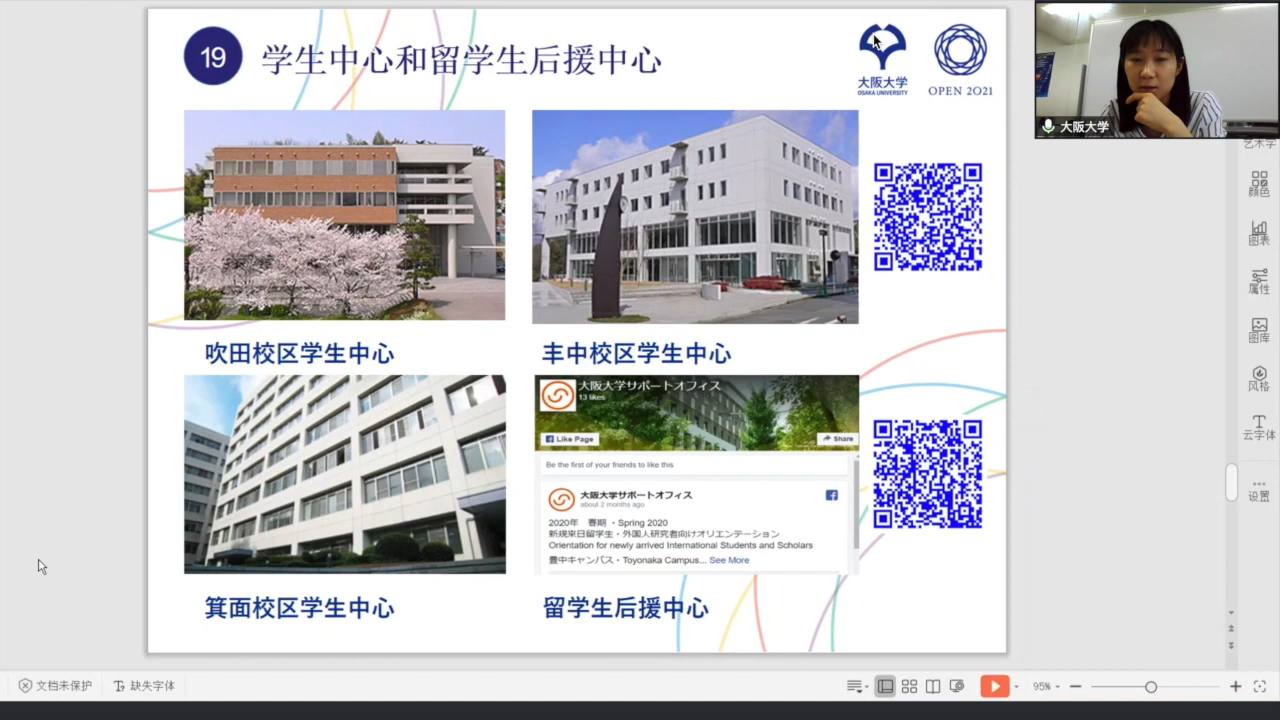 19
学生中心和留学生后援中心
大阪大学
OSAKA UNIVERSITY
OPEN 2021
大阪大学
吹田校区学生中心
丰中校区学生中心
大阪大学サポートオフィス
13 likes
Like Page
Share
Be the first of your friends to like this
大阪大学サポートオフィス
about 2 months ago
2020年 春期・Spring 2020
新規来日留学生・外国人研究者向けオリエンテーション
Orientation for newly arrived International Students and Scholars
豊中キャンパス・Toyonaka Campus... See More
箕面校区学生中心
留学生后援中心
艺术字
颜色
图表
属性
图库
风格
云字体
设置
文档未保护
缺失字体
95%